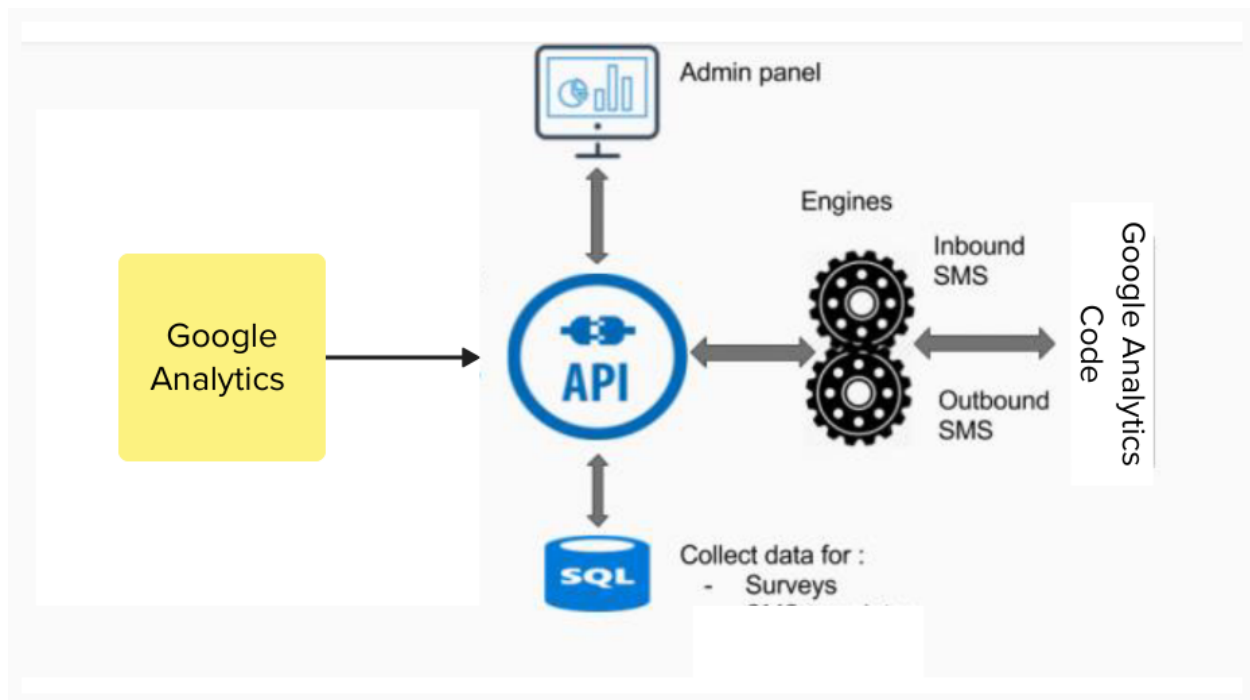 Admin panel
Google
Analytics
API
Engines
Inbound
SMS
Outbound
SMS
Google Analytics
Code
SQL
Collect data for :
- Surveys